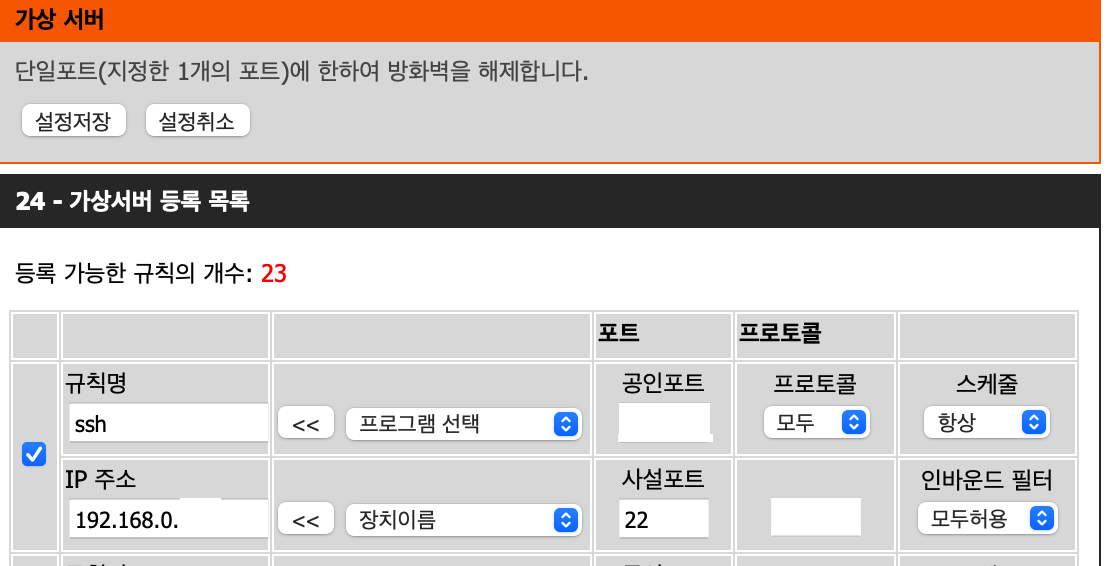 가상 서버
단일포트(지정한 1개의 포트)에 한하여 방화벽을 해제합니다.
설정저장 설정취소
24 - 가상서버 등록 목록
등록 가능한 규칙의 개수: 23
포트 프로토콜
규칙명 공인포트 프로토콜 스케줄
ssh << 프로그램 선택 모두 항상
IP 주소 사설포트 인바운드 필터
192.168.0. << 장치이름 22 모두허용